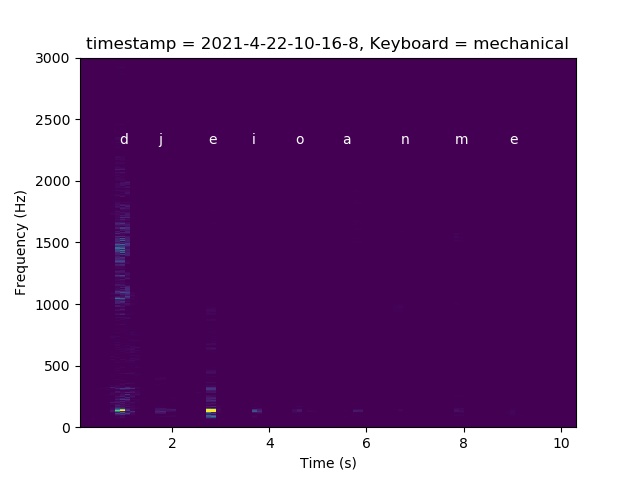 timestamp = 2021-4-22-10-16-8, Keyboard = mechanical
3000
2500
d j e i o a n m e
2000
1500
1000
500
0
Frequency (Hz)
2 4 6 8 10
Time (s)